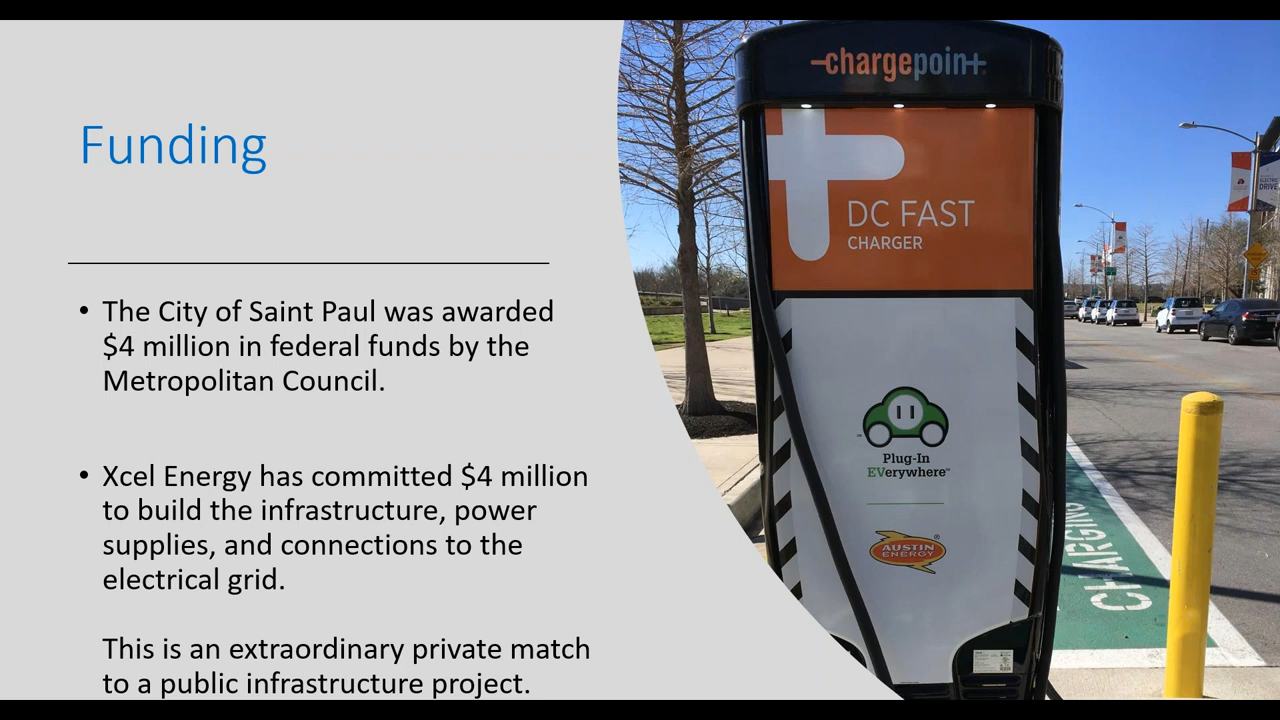 Funding
• The City of Saint Paul was awarded
$4 million in federal funds by the
Metropolitan Council.
• Xcel Energy has committed $4 million
to build the infrastructure, power
supplies, and connections to the
electrical grid.
This is an extraordinary private match
to a public infrastructure project.
chargepoint
DC FAST
CHARGER
Plug-In
EVerywhere
AUSTIN
ENERGY
CHARGING
ELECTRIC
DRIVE